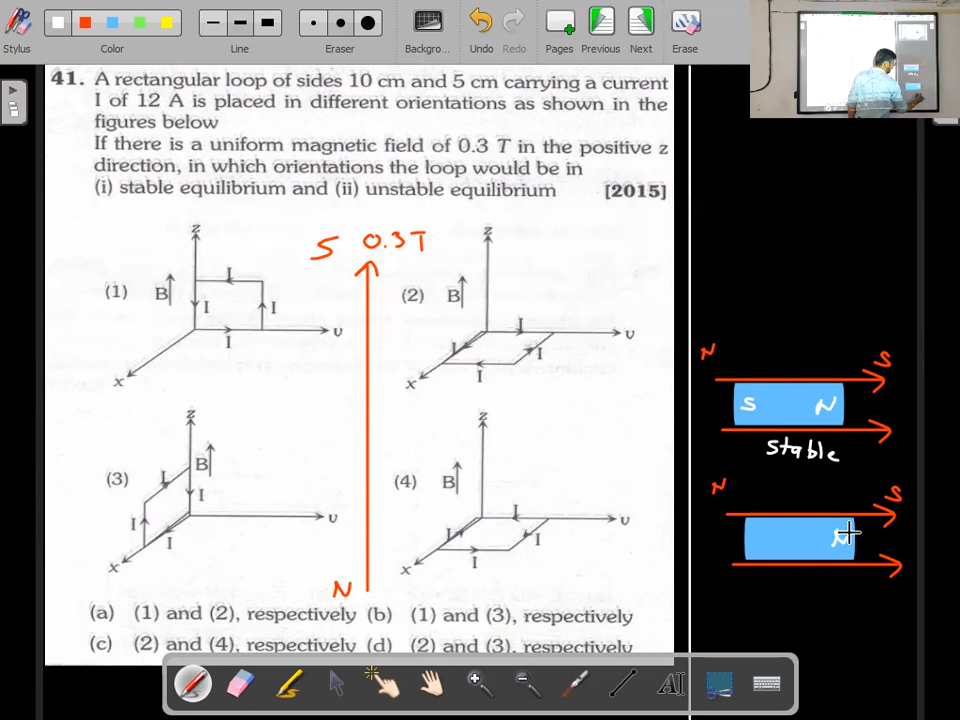 Stylus
Color
Line
Eraser
Backgro...
Undo
Redo
Pages
Previous
Next
Erase
41. A rectangular loop of sides 10 cm and 5 cm carrying a current
I of 12 A is placed in different orientations as shown in the
figures below
If there is a uniform magnetic field of 0.3 T in the positive z
direction, in which orientations the loop would be in
(i) stable equilibrium and (ii) unstable equilibrium [2015]
S 0.3T
(1) z B I I I I υ x
(2) z B I I I I υ x
(3) z B I I I I υ x
(4) z B I I I I υ x
N
N S
S N
stable
N S
N
(a) (1) and (2), respectively (b) (1) and (3), respectively
(c) (2) and (4), respectively (d) (2) and (3), respectively